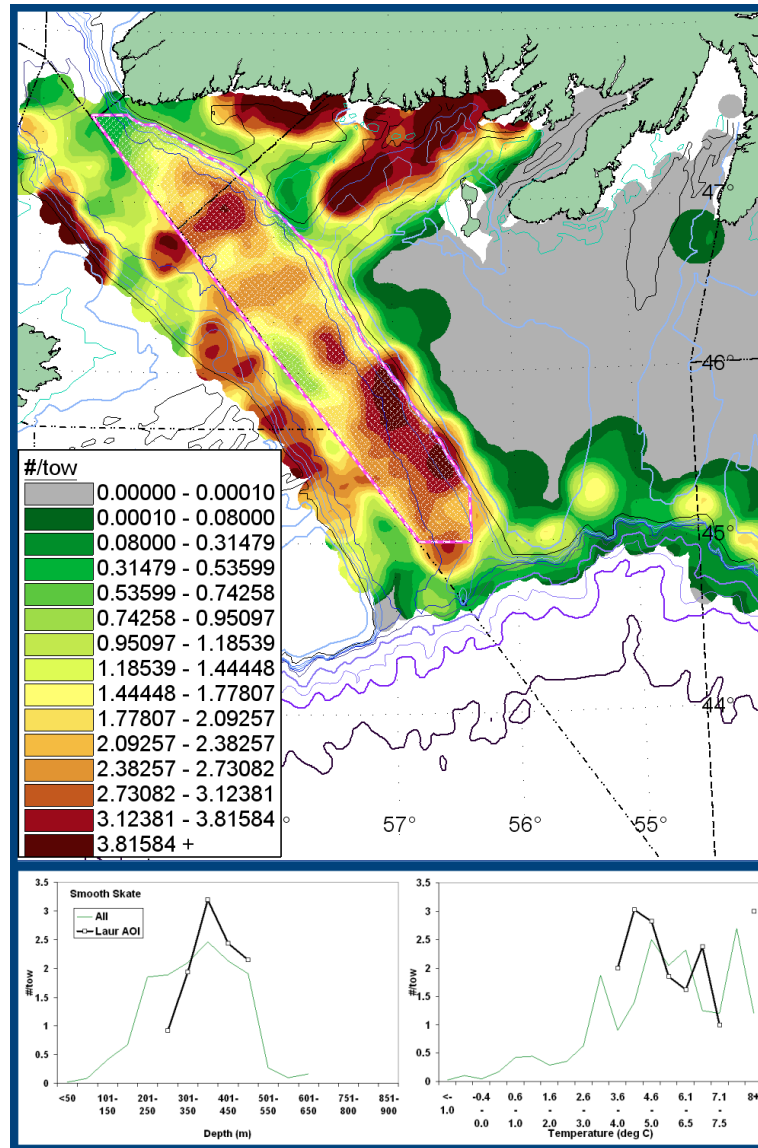 47°
46°
45°
44°
57°
56°
55°
#/tow
0.00000 - 0.00010
0.00010 - 0.08000
0.08000 - 0.31479
0.31479 - 0.53599
0.53599 - 0.74258
0.74258 - 0.95097
0.95097 - 1.18539
1.18539 - 1.44448
1.44448 - 1.77807
1.77807 - 2.09257
2.09257 - 2.38257
2.38257 - 2.73082
2.73082 - 3.12381
3.12381 - 3.81584
3.81584 +
Smooth Skate
All
Laur AOI
#/tow
3.5
3
2.5
2
1.5
1
0.5
0
<50
101-150
201-250
301-350
401-450
501-550
601-650
751-800
851-900
Depth (m)
#/tow
3.5
3
2.5
2
1.5
1
0.5
0
<-1.0
-0.4 - 0.0
0.6 - 1.0
1.6 - 2.0
2.6 - 3.0
3.6 - 4.0
4.6 - 5.0
6.1 - 6.5
7.1 - 7.5
8+
Temperature (deg C)